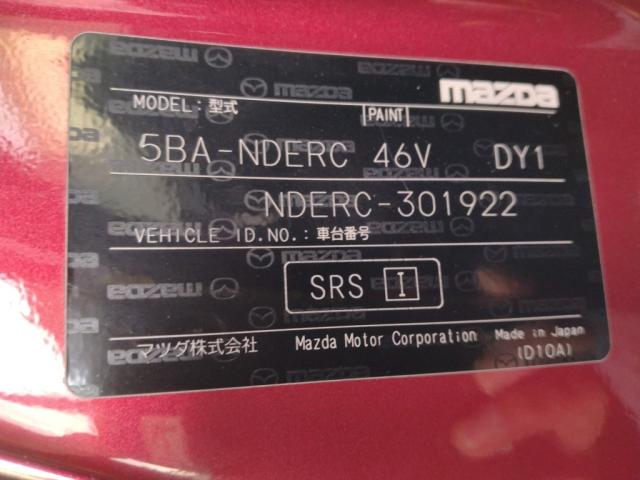 mazda
MODEL：型式 PAINT
5BA-NDERC 46V DY1
NDERC-301922
VEHICLE ID.NO.：車台番号
SRS I
マツダ株式会社 Mazda Motor Corporation Made in Japan
(D10A)